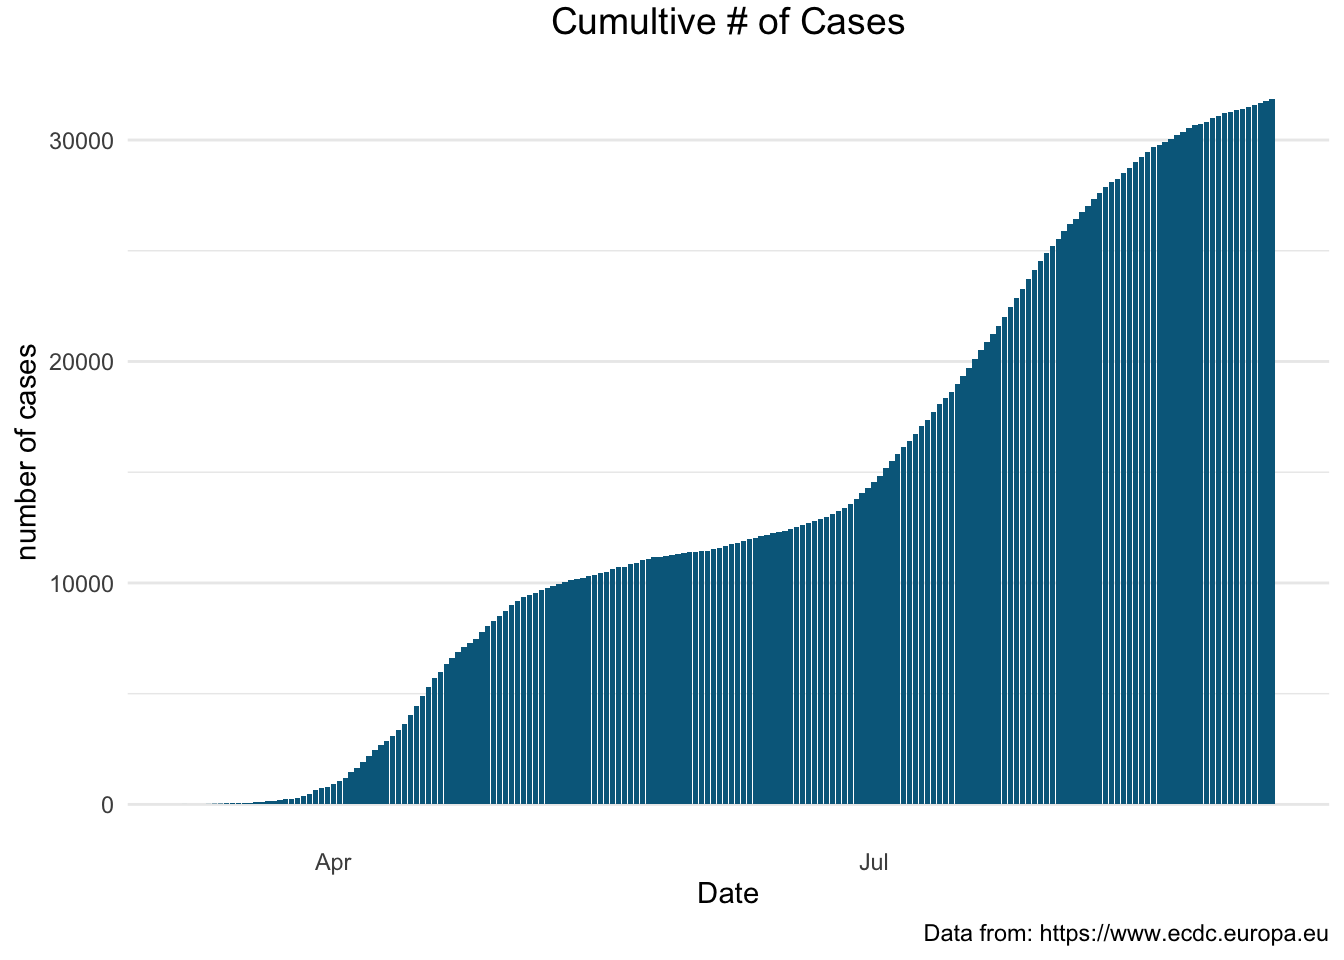 Cumultive # of Cases
30000
20000
10000
0
number of cases
Apr
Jul
Date
Data from: https://www.ecdc.europa.eu